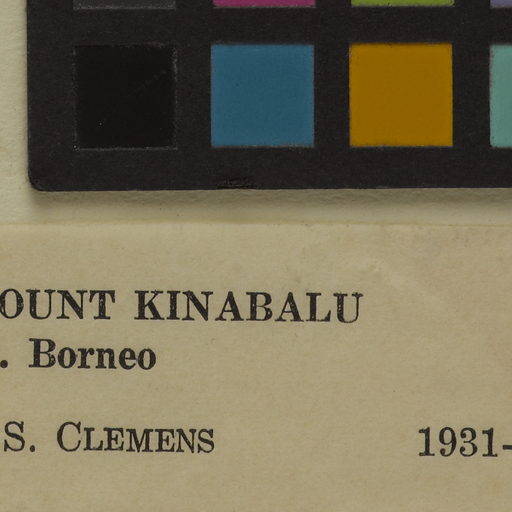 OUNT KINABALU
. Borneo
S. CLEMENS 1931-